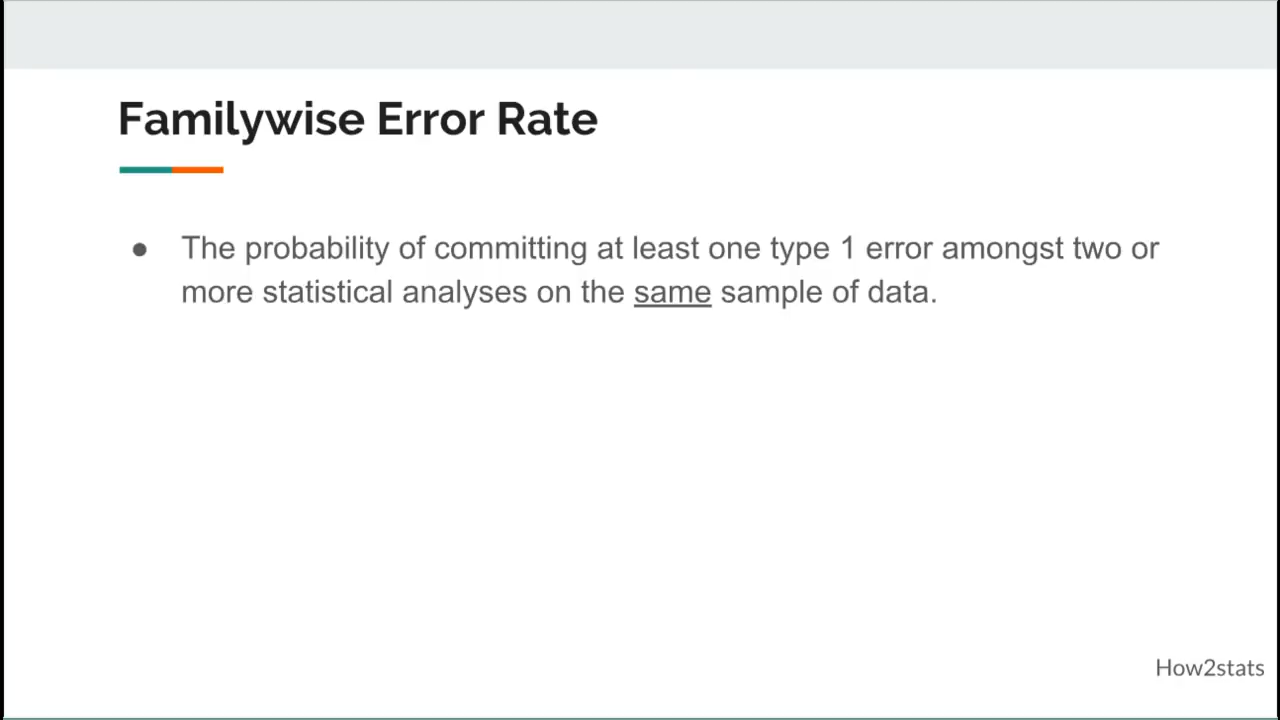 Familywise Error Rate
● The probability of committing at least one type 1 error amongst two or
more statistical analyses on the same sample of data.
How2stats